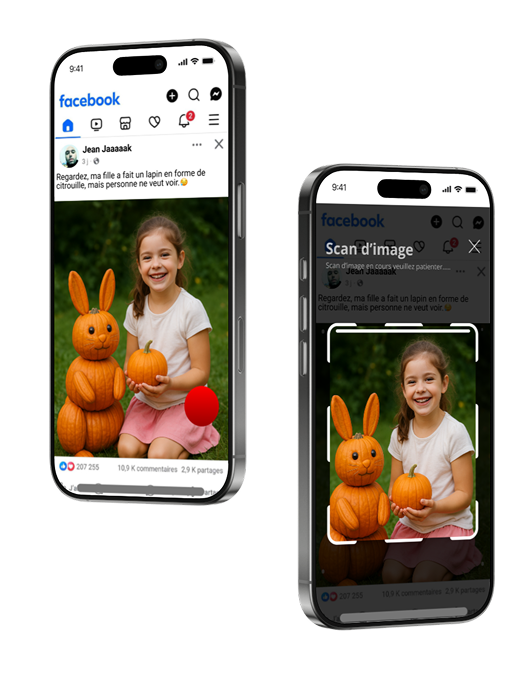 9:41
facebook
2
Jean Jaaaaak
3 j
Regardez, ma fille a fait un lapin en forme de
citrouille, mais personne ne veut voir.
207 255
10,9 K commentaires 2,9 K partages
9:41
facebook
2
Scan d'image
Scan d'image en cours veuillez patienter.....
Jean Jaaaaak
3 j
Regardez, ma fille a fait un lapin en forme de
citrouille, mais personne ne veut voir.
207 255
10,9 K commentaires 2,9 K partages